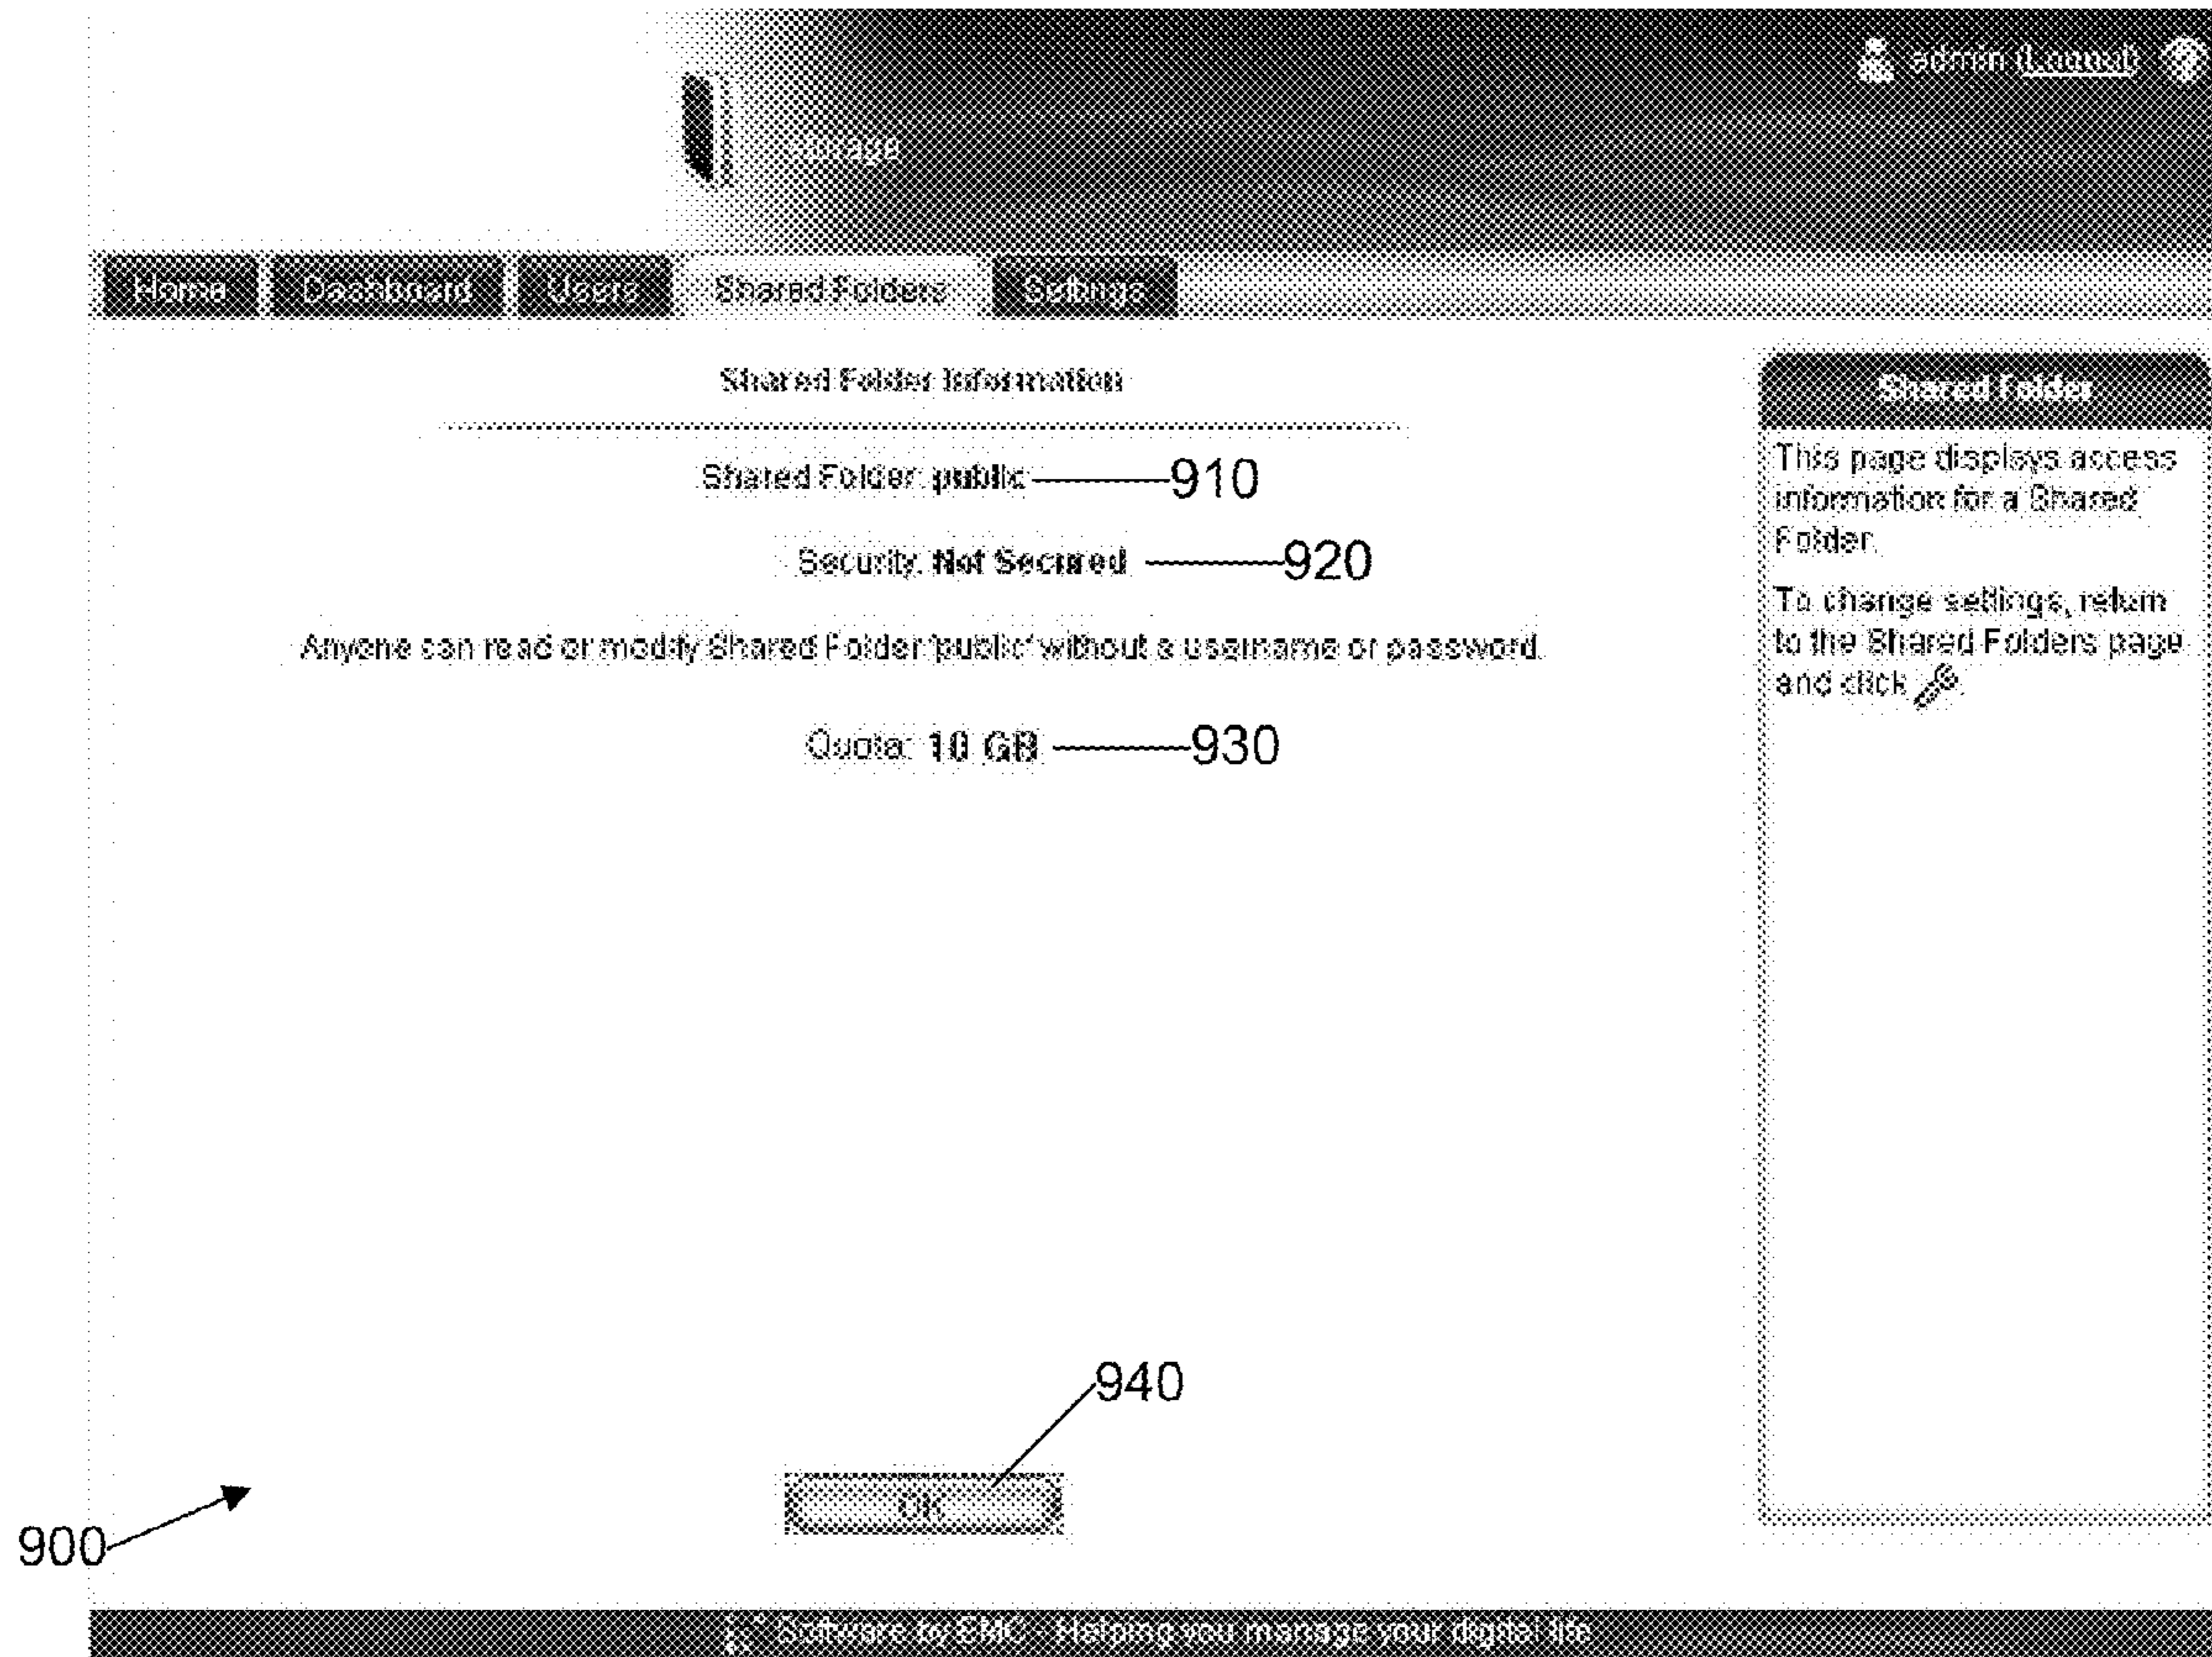 admin (Logout)
Home Dashboard Users Shared Folders Settings
Shared Folder Information
Shared Folder: public 910
Security: Not Secured 920
Anyone can read or modify Shared Folder 'public' without a username or password.
Quota: 10 GB 930
940
OK
900
Shared Folder
This page displays access
information for a Shared
Folder.
To change settings, return
to the Shared Folders page
and click
Software by EMC - Helping you manage your digital life